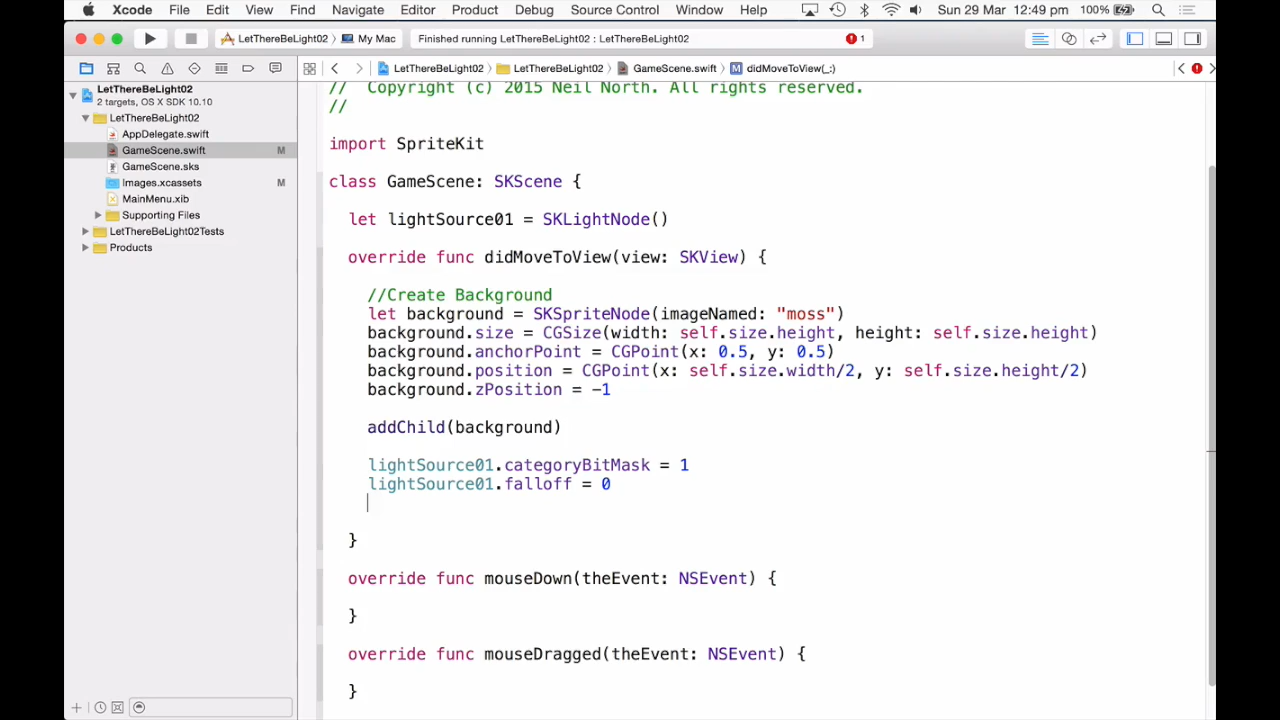 Xcode File Edit View Find Navigate Editor Product Debug Source Control Window Help Sun 29 Mar 12:49 pm 100%
LetThereBeLight02 My Mac Finished running LetThereBeLight02 : LetThereBeLight02 1
LetThereBeLight02 LetThereBeLight02 GameScene.swift M didMoveToView(_:)
LetThereBeLight02
2 targets, OS X SDK 10.10
LetThereBeLight02
AppDelegate.swift
GameScene.swift M
GameScene.sks
Images.xcassets M
MainMenu.xib
Supporting Files
LetThereBeLight02Tests
Products
// Copyright (c) 2015 Neil North. All rights reserved.
//
import SpriteKit
class GameScene: SKScene {
let lightSource01 = SKLightNode()
override func didMoveToView(view: SKView) {
//Create Background
let background = SKSpriteNode(imageNamed: "moss")
background.size = CGSize(width: self.size.height, height: self.size.height)
background.anchorPoint = CGPoint(x: 0.5, y: 0.5)
background.position = CGPoint(x: self.size.width/2, y: self.size.height/2)
background.zPosition = -1
addChild(background)
lightSource01.categoryBitMask = 1
lightSource01.falloff = 0
}
override func mouseDown(theEvent: NSEvent) {
}
override func mouseDragged(theEvent: NSEvent) {
}